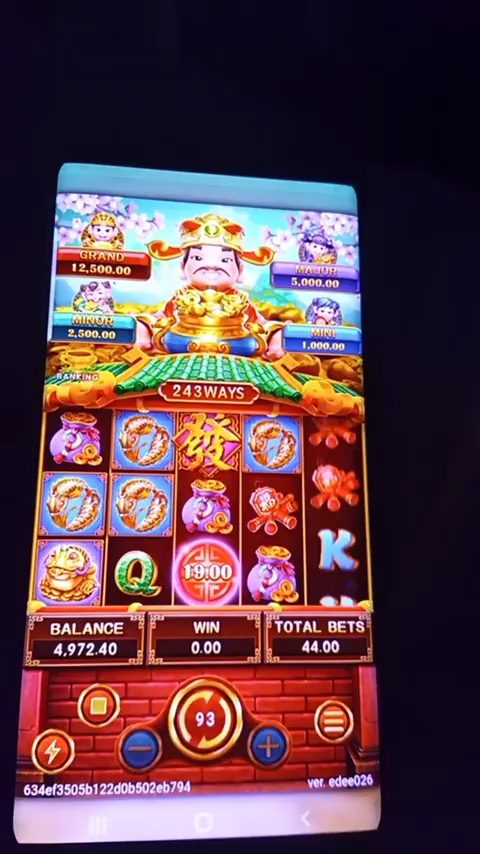 GRAND
12,500.00
MAJOR
5,000.00
MINOR
2,500.00
MINI
1,000.00
RANKING
243WAYS
發
19.00
Q
K
BALANCE
4,972.40
WIN
0.00
TOTAL BETS
44.00
93
634ef3505b122d0b502eb794
ver. edee026